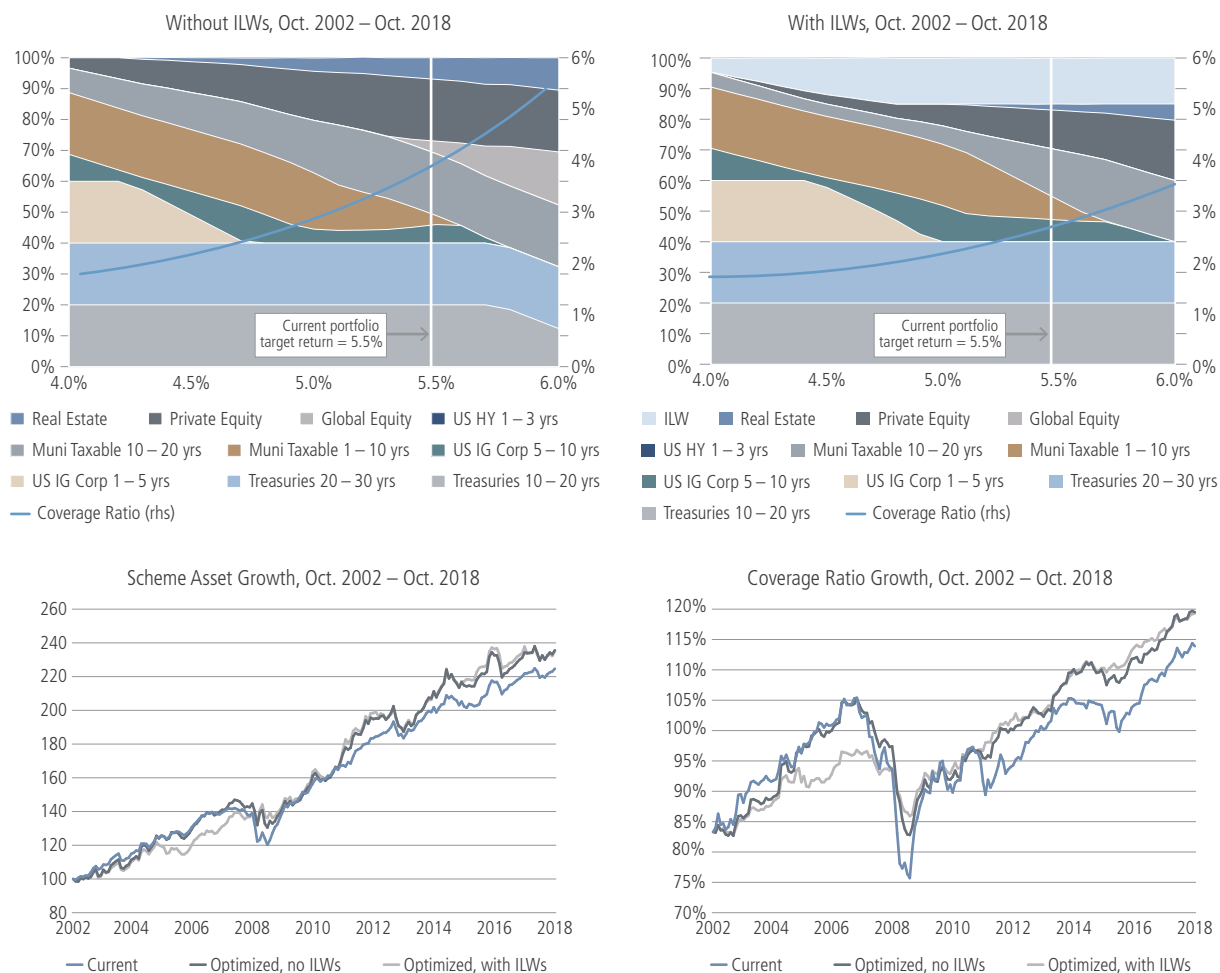 Without ILWs, Oct. 2002 – Oct. 2018
100%
90%
80%
70%
60%
50%
40%
30%
20%
10%
0%
6%
5%
4%
3%
2%
1%
0%
Current portfolio
target return = 5.5%
4.0% 4.5% 5.0% 5.5% 6.0%
Real Estate Private Equity Global Equity US HY 1 – 3 yrs
Muni Taxable 10 – 20 yrs Muni Taxable 1 – 10 yrs US IG Corp 5 – 10 yrs
US IG Corp 1 – 5 yrs Treasuries 20 – 30 yrs Treasuries 10 – 20 yrs
Coverage Ratio (rhs)
With ILWs, Oct. 2002 – Oct. 2018
100%
90%
80%
70%
60%
50%
40%
30%
20%
10%
0%
6%
5%
4%
3%
2%
1%
0%
Current portfolio
target return = 5.5%
4.0% 4.5% 5.0% 5.5% 6.0%
ILW Real Estate Private Equity Global Equity
US HY 1 – 3 yrs Muni Taxable 10 – 20 yrs Muni Taxable 1 – 10 yrs
US IG Corp 5 – 10 yrs US IG Corp 1 – 5 yrs Treasuries 20 – 30 yrs
Treasuries 10 – 20 yrs Coverage Ratio (rhs)
Scheme Asset Growth, Oct. 2002 – Oct. 2018
260
240
220
200
180
160
140
120
100
80
2002 2004 2006 2008 2010 2012 2014 2016 2018
Current Optimized, no ILWs Optimized, with ILWs
Coverage Ratio Growth, Oct. 2002 – Oct. 2018
120%
115%
110%
105%
100%
95%
90%
85%
80%
75%
70%
2002 2004 2006 2008 2010 2012 2014 2016 2018
Current Optimized, no ILWs Optimized, with ILWs